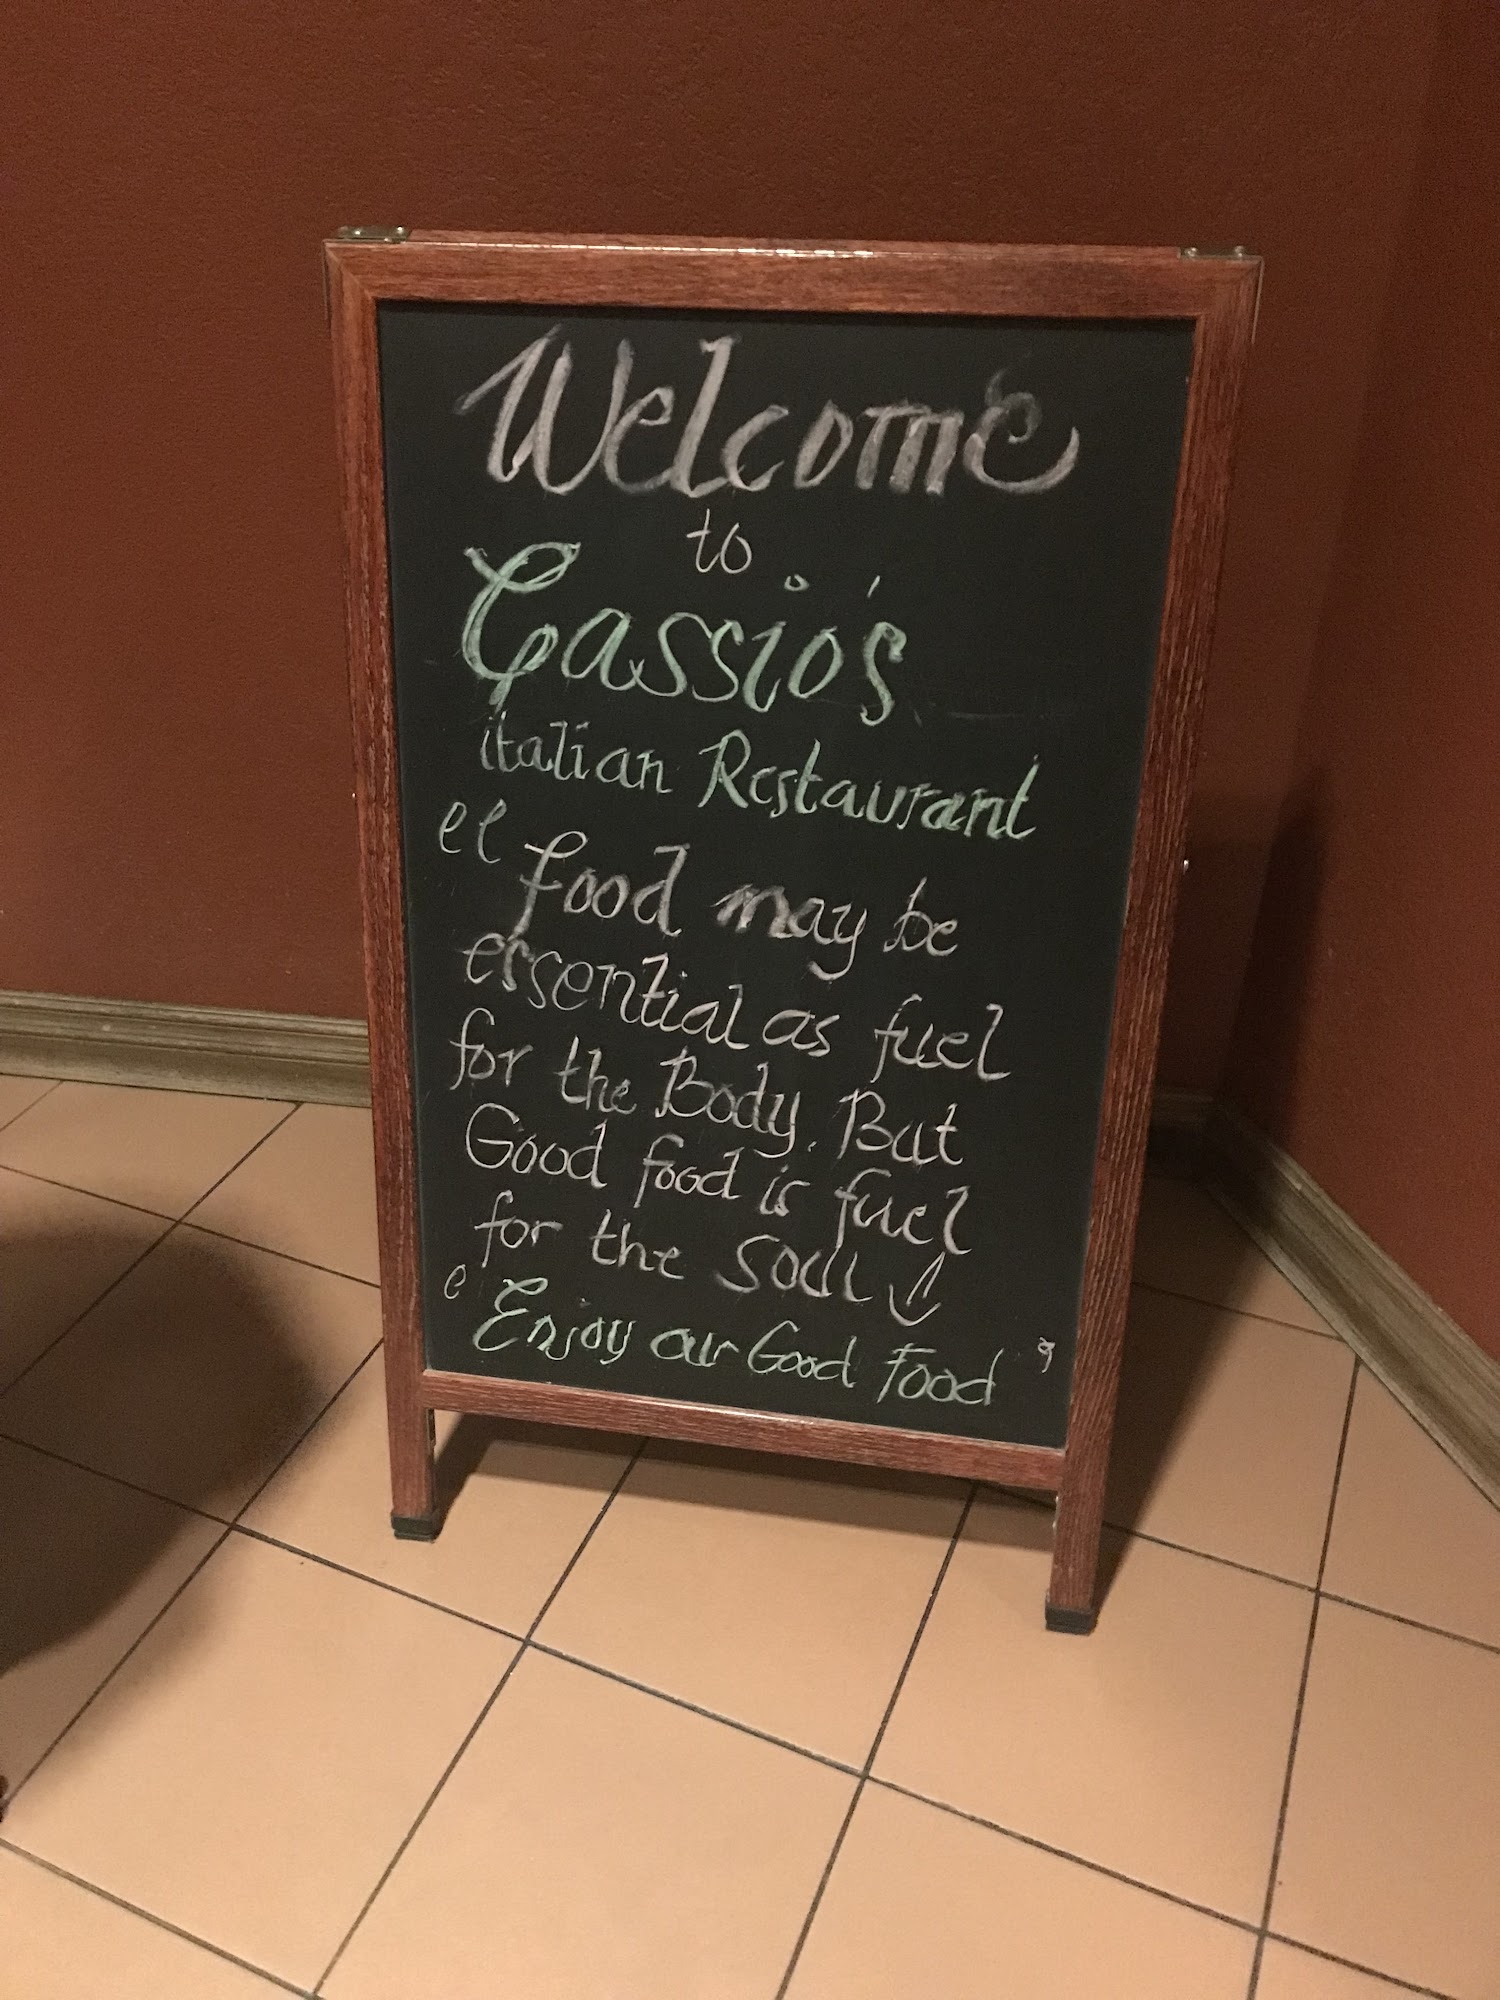 Welcome
to
Cassio's
italian Restaurant
“ food may be
essential as fuel
for the Body. But
Good food is fuel
for the soul
‘ Enjoy our Good Food ’